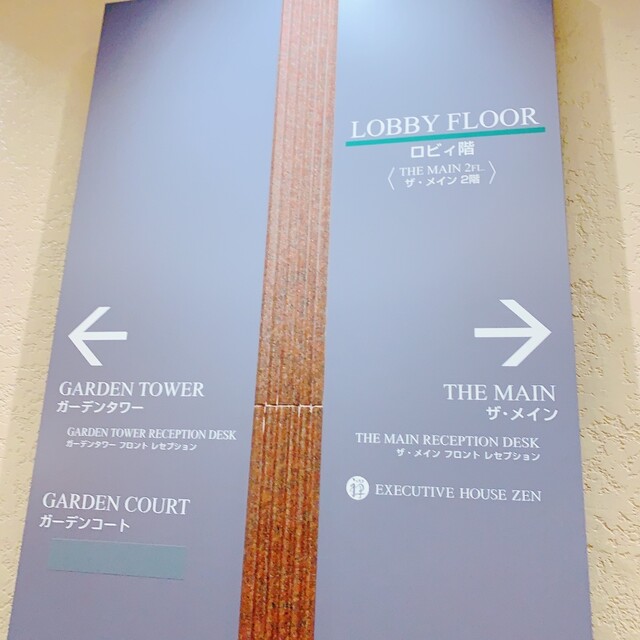 LOBBY FLOOR
ロビィ階
〈 THE MAIN 2FL.
ザ・メイン 2階 〉
GARDEN TOWER
ガーデンタワー
GARDEN TOWER RECEPTION DESK
ガーデンタワー フロント レセプション
GARDEN COURT
ガーデンコート
THE MAIN
ザ・メイン
THE MAIN RECEPTION DESK
ザ・メイン フロント レセプション
EXECUTIVE HOUSE ZEN